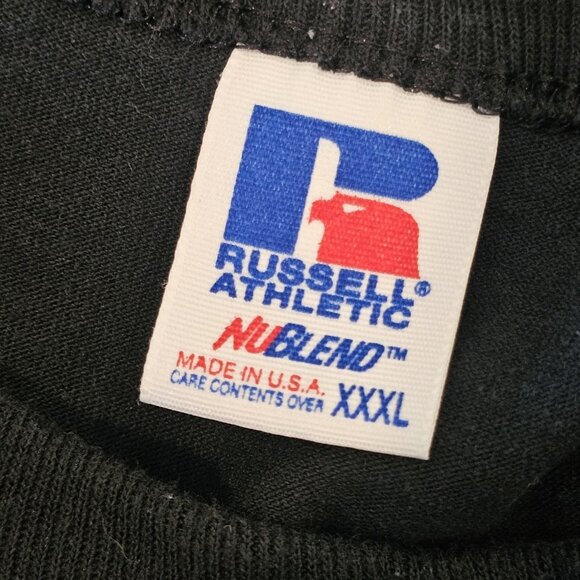 R
RUSSELL®
ATHLETIC
NUBLEND™
MADE IN U.S.A.
CARE CONTENTS OVER XXXL